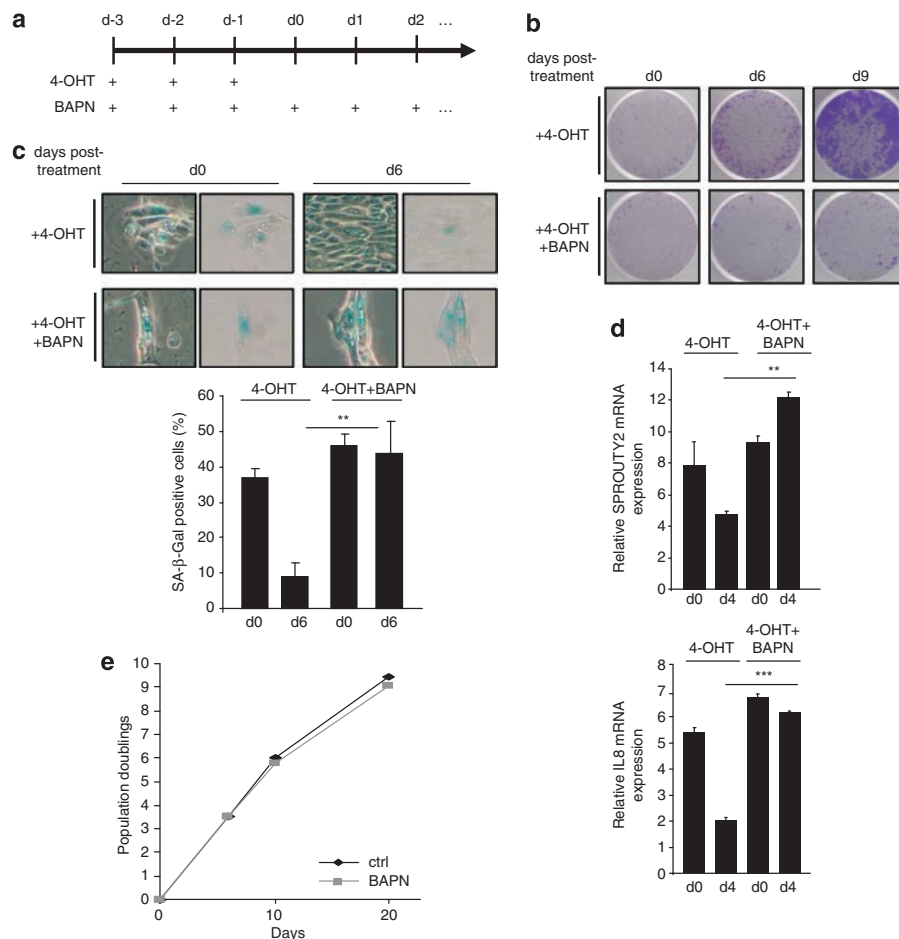 a
d-3 d-2 d-1 d0 d1 d2 ...
4-OHT + + +
BAPN + + + + + + ...
b
days post-
treatment d0 d6 d9
+4-OHT
+4-OHT
+BAPN
c
days post-
treatment d0 d6
+4-OHT
+4-OHT
+BAPN
4-OHT 4-OHT+BAPN
**
SA-β-Gal positive cells (%)
60
50
40
30
20
10
0
d0 d6 d0 d6
d
4-OHT 4-OHT+
BAPN
**
Relative SPROUTY2 mRNA
expression
14
12
10
8
6
4
2
0
d0 d4 d0 d4
4-OHT 4-OHT+
BAPN
***
Relative IL8 mRNA
expression
8
7
6
5
4
3
2
1
0
d0 d4 d0 d4
e
Population doublings
10
9
8
7
6
5
4
3
2
1
0
0 10 20
Days
ctrl
BAPN